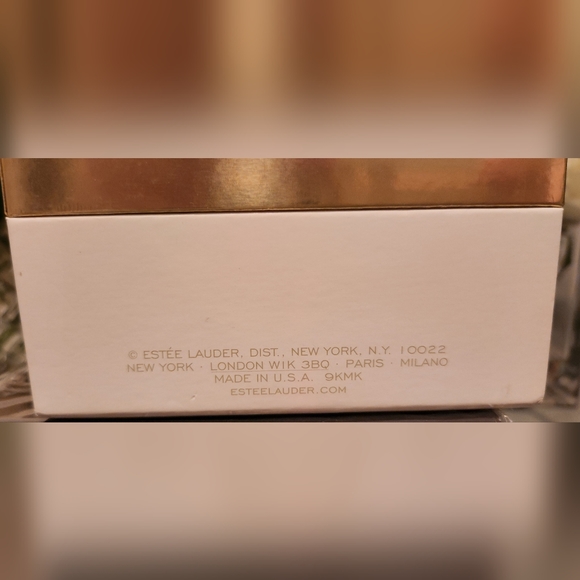 © ESTÉE LAUDER, DIST., NEW YORK, N.Y. 10022
NEW YORK · LONDON W1K 3BQ · PARIS · MILANO
MADE IN U.S.A. 9KMK
ESTEELAUDER.COM